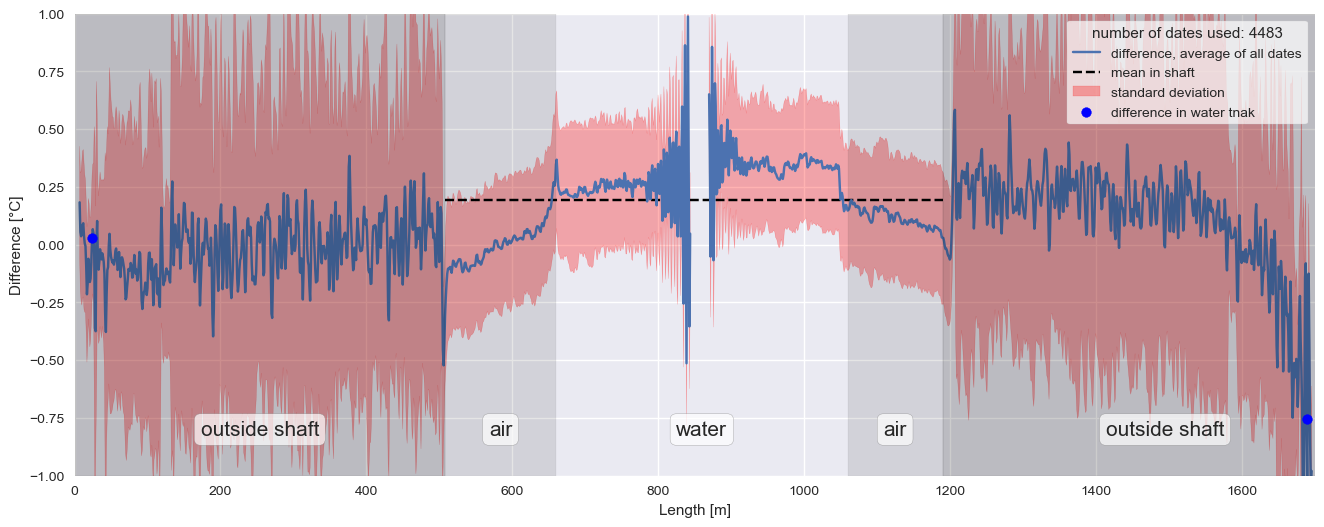 1.00
0.75
0.50
0.25
0.00
−0.25
−0.50
−0.75
−1.00
Difference [°C]
number of dates used: 4483
difference, average of all dates
mean in shaft
standard deviation
difference in water tnak
outside shaft
air
water
air
outside shaft
0 200 400 600 800 1000 1200 1400 1600
Length [m]